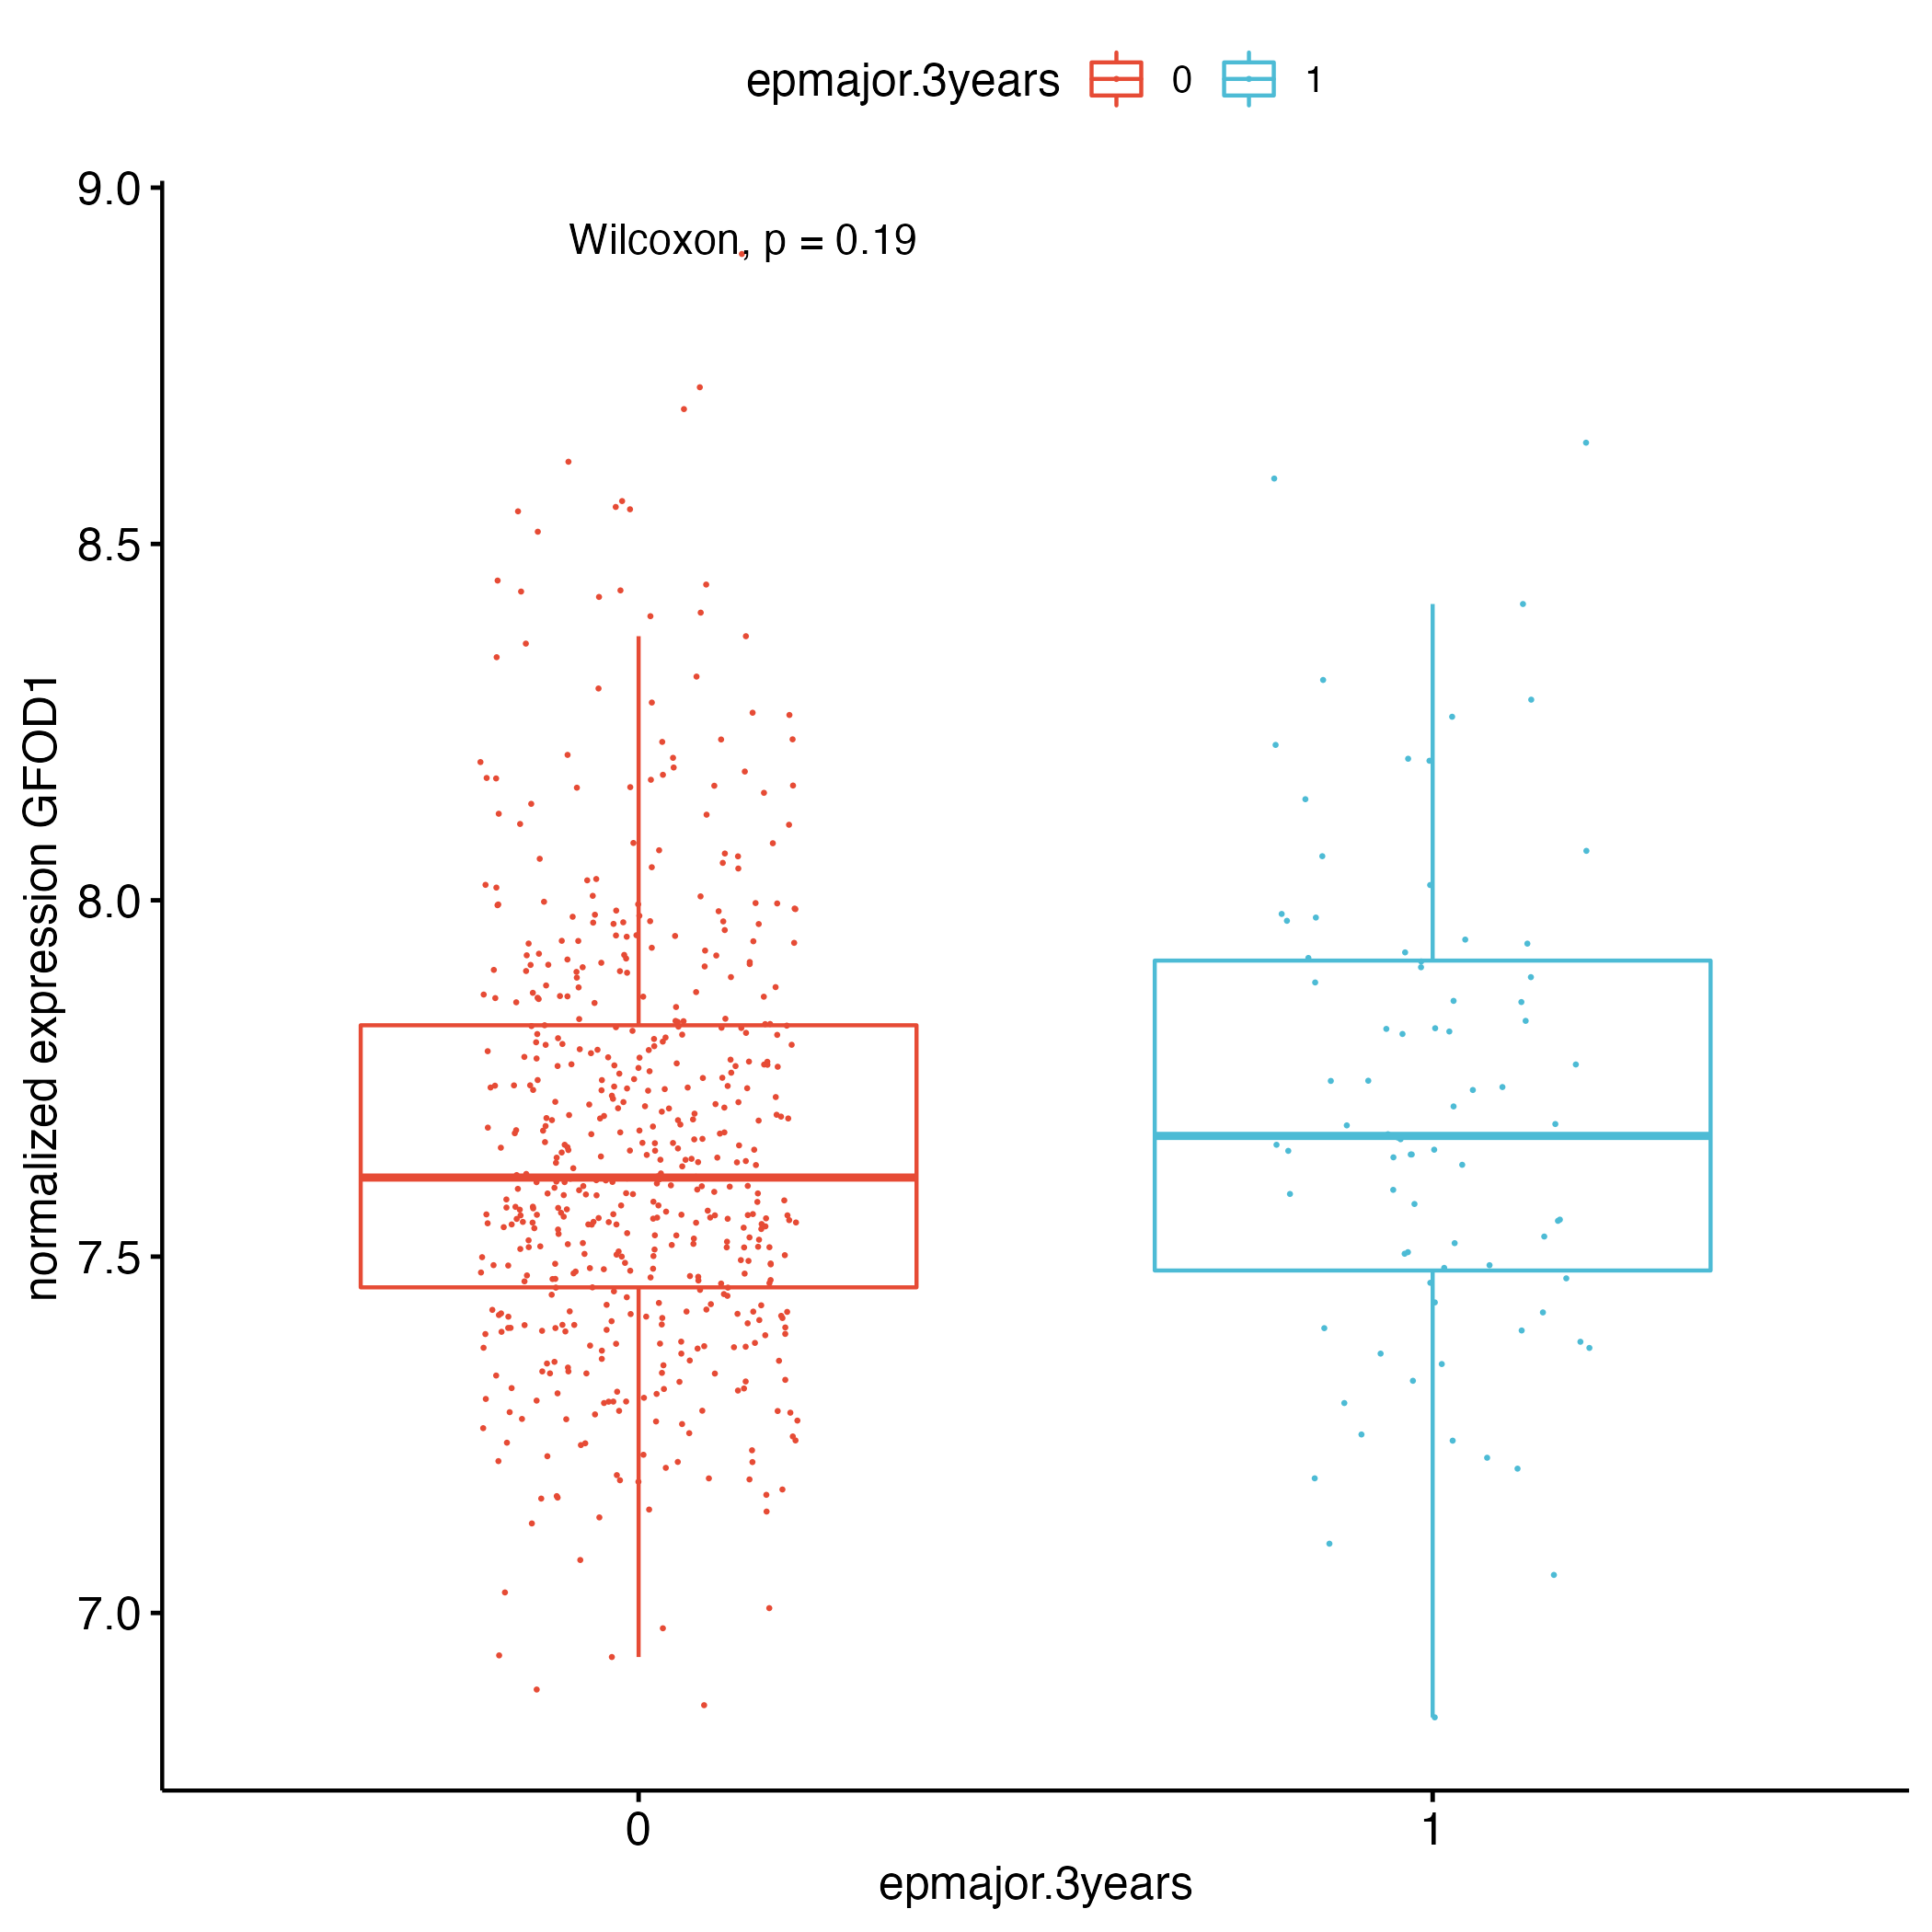 epmajor.3years 0 1
9.0
Wilcoxon, p = 0.19
8.5
8.0
7.5
7.0
normalized expression GFOD1
0 1
epmajor.3years